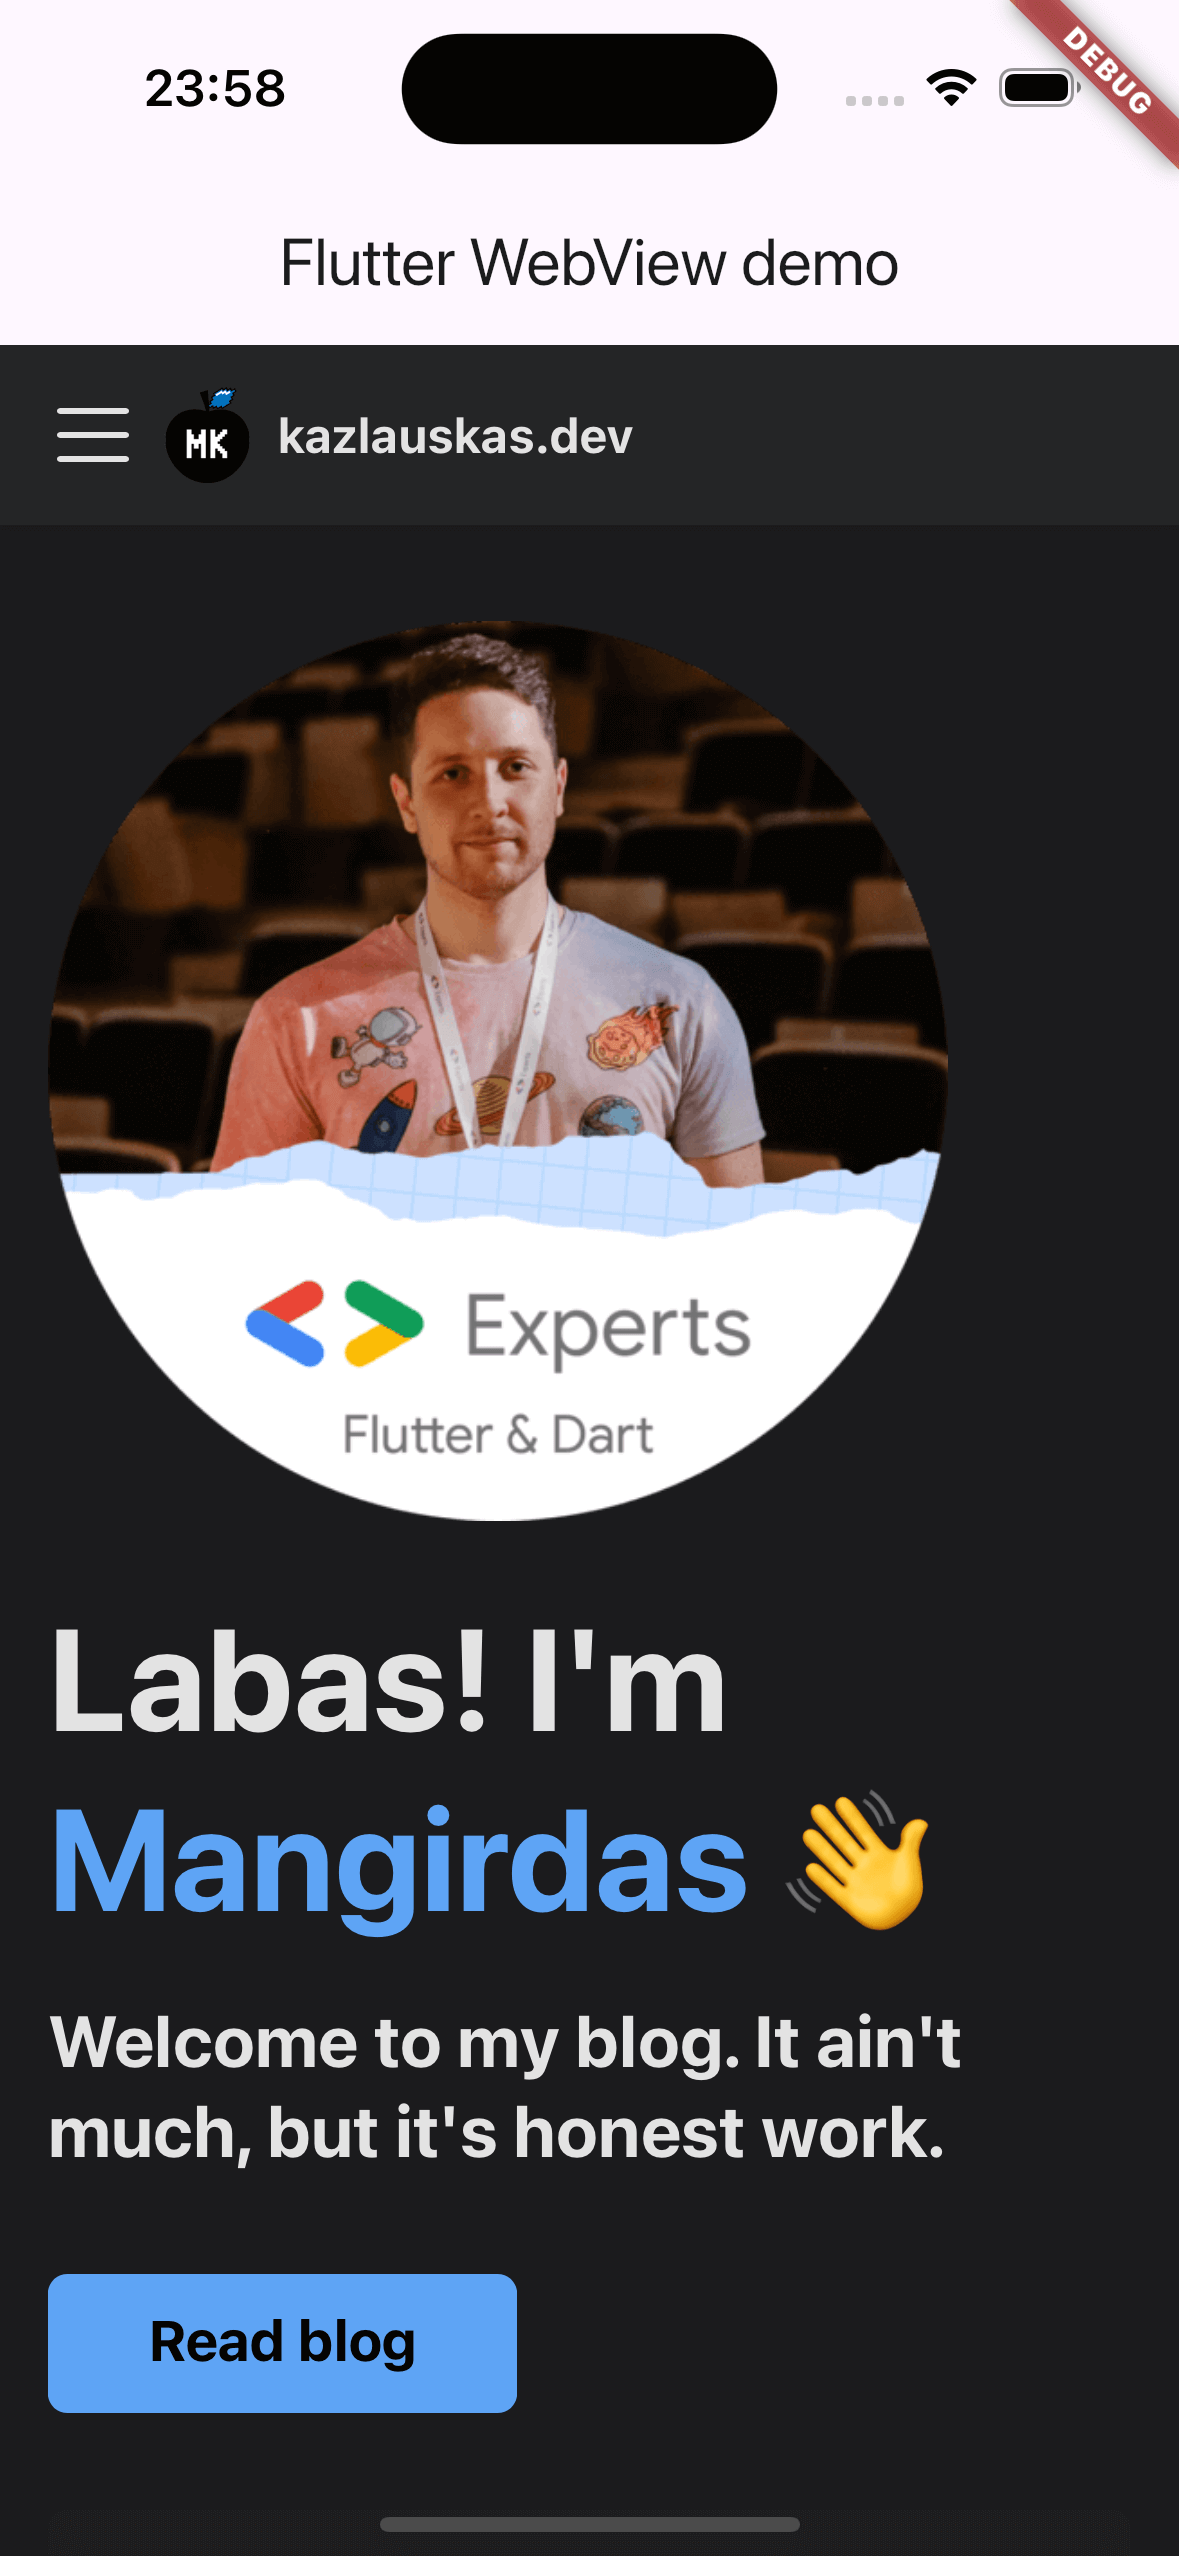 23:58
DEBUG
Flutter WebView demo
MK
kazlauskas.dev
Experts
Flutter & Dart
Labas! I'm
Mangirdas 👋
Welcome to my blog. It ain't
much, but it's honest work.
Read blog